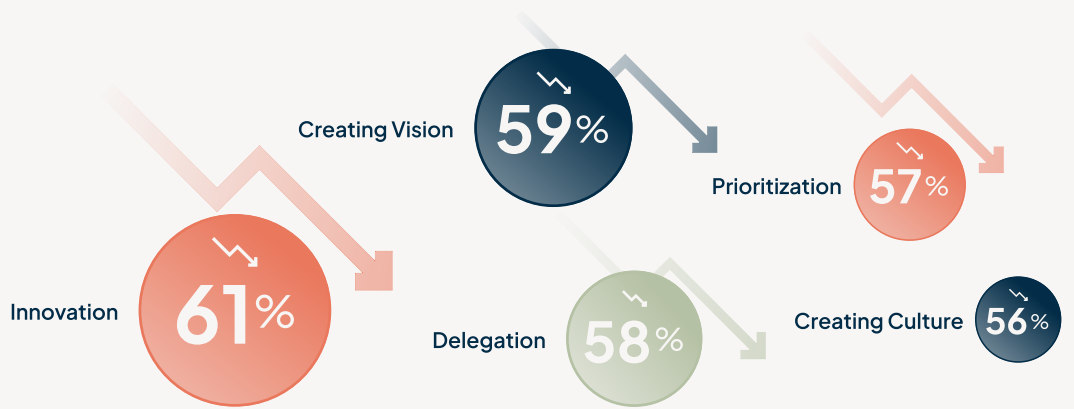 Creating Vision
59%
Prioritization
57%
Innovation
61%
Delegation
58%
Creating Culture
56%